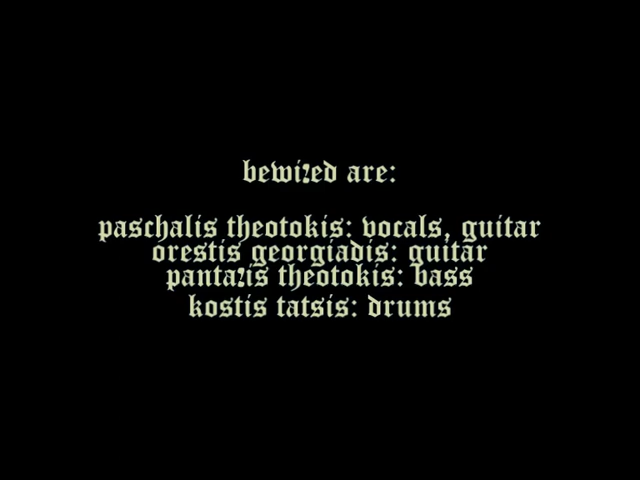 bewized are:
paschalis theotokis: vocals, guitar
orestis georgiadis: guitar
pantazis theotokis: bass
kostis tatsis: drums